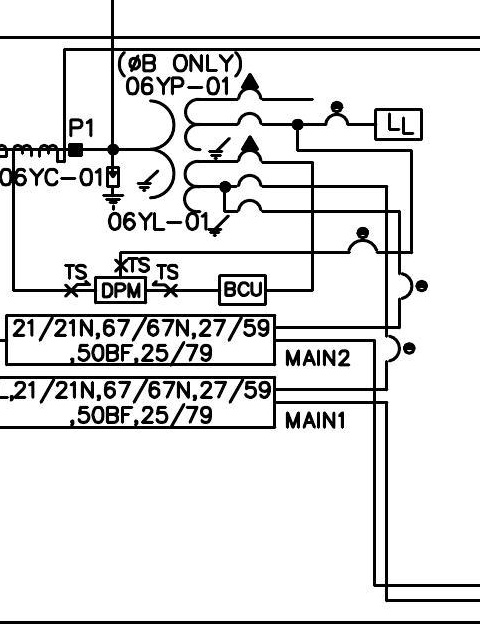 (øB ONLY)
06YP-01
LL
P1
06YC-01
06YL-01
TS
TS
TS
DPM
BCU
21/21N,67/67N,27/59
,50BF,25/79
MAIN2
L,21/21N,67/67N,27/59
,50BF,25/79
MAIN1